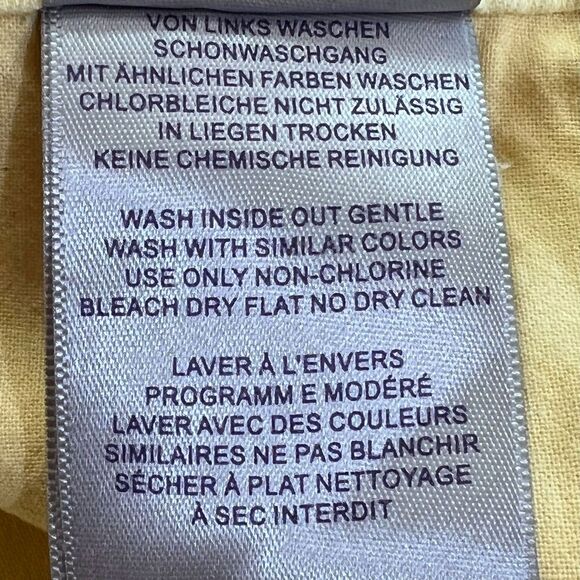 VON LINKS WASCHEN
SCHONWASCHGANG
MIT ÄHNLICHEN FARBEN WASCHEN
CHLORBLEICHE NICHT ZULÄSSIG
IN LIEGEN TROCKEN
KEINE CHEMISCHE REINIGUNG
WASH INSIDE OUT GENTLE
WASH WITH SIMILAR COLORS
USE ONLY NON-CHLORINE
BLEACH DRY FLAT NO DRY CLEAN
LAVER À L'ENVERS
PROGRAMM E MODÉRÉ
LAVER AVEC DES COULEURS
SIMILAIRES NE PAS BLANCHIR
SÉCHER À PLAT NETTOYAGE
À SEC INTERDIT